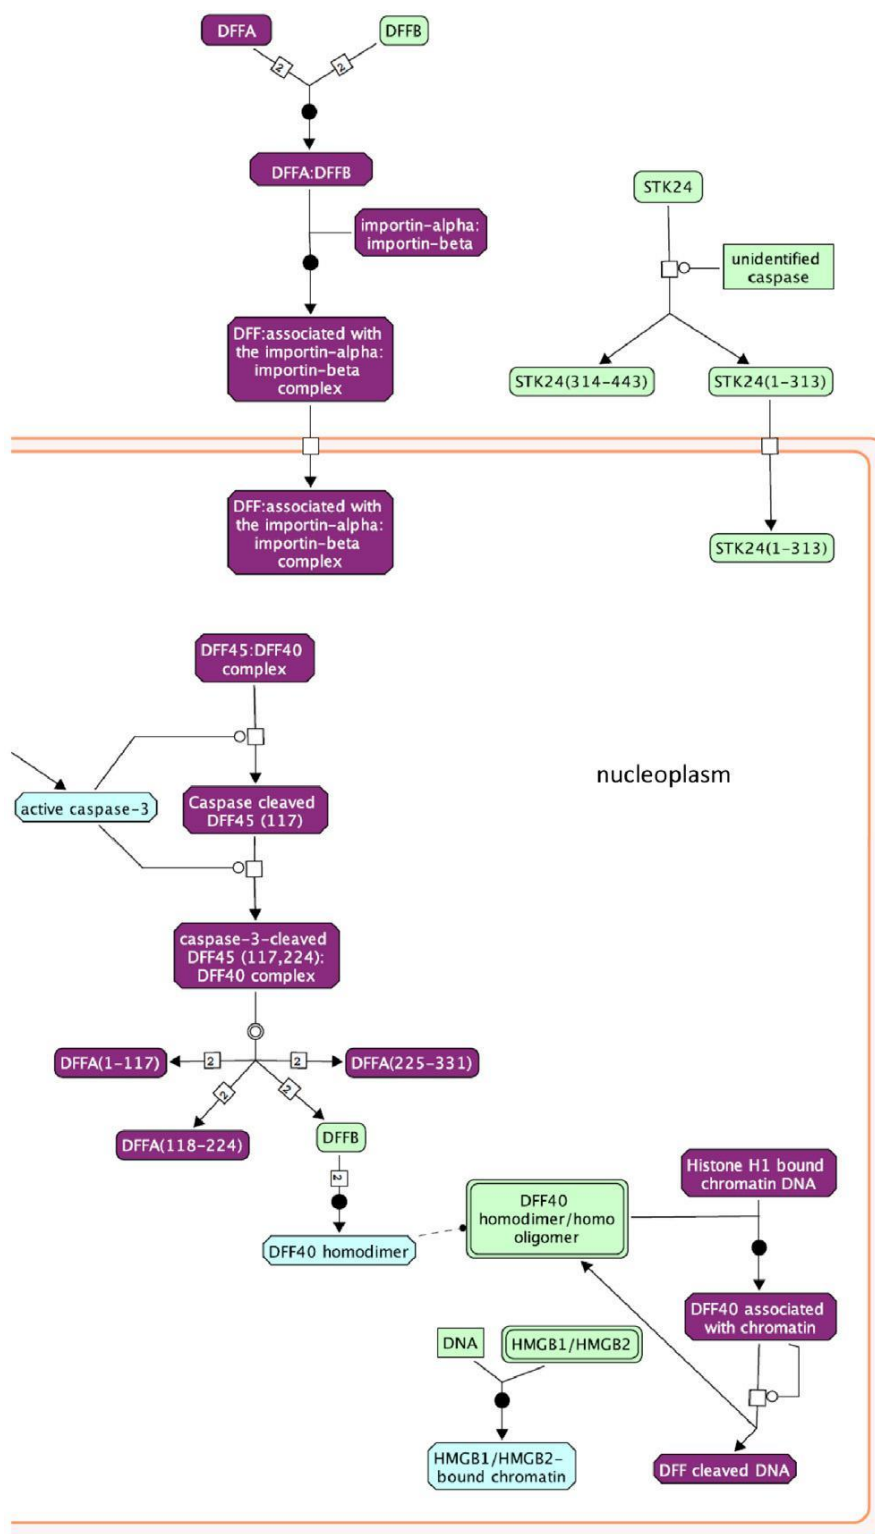 DFFA
DFFB
2
2
DFFA:DFFB
importin-alpha:
importin-beta
STK24
unidentified
caspase
DFF:associated with
the importin-alpha:
importin-beta
complex
STK24(314-443)
STK24(1-313)
DFF:associated with
the importin-alpha:
importin-beta
complex
STK24(1-313)
DFF45:DFF40
complex
nucleoplasm
active caspase-3
Caspase cleaved
DFF45 (117)
caspase-3-cleaved
DFF45 (117,224):
DFF40 complex
DFFA(1-117)
2
2
DFFA(225-331)
2
2
DFFA(118-224)
DFFB
2
Histone H1 bound
chromatin DNA
DFF40
homodimer/homo
oligomer
DFF40 homodimer
DFF40 associated
with chromatin
DNA
HMGB1/HMGB2
HMGB1/HMGB2-
bound chromatin
DFF cleaved DNA